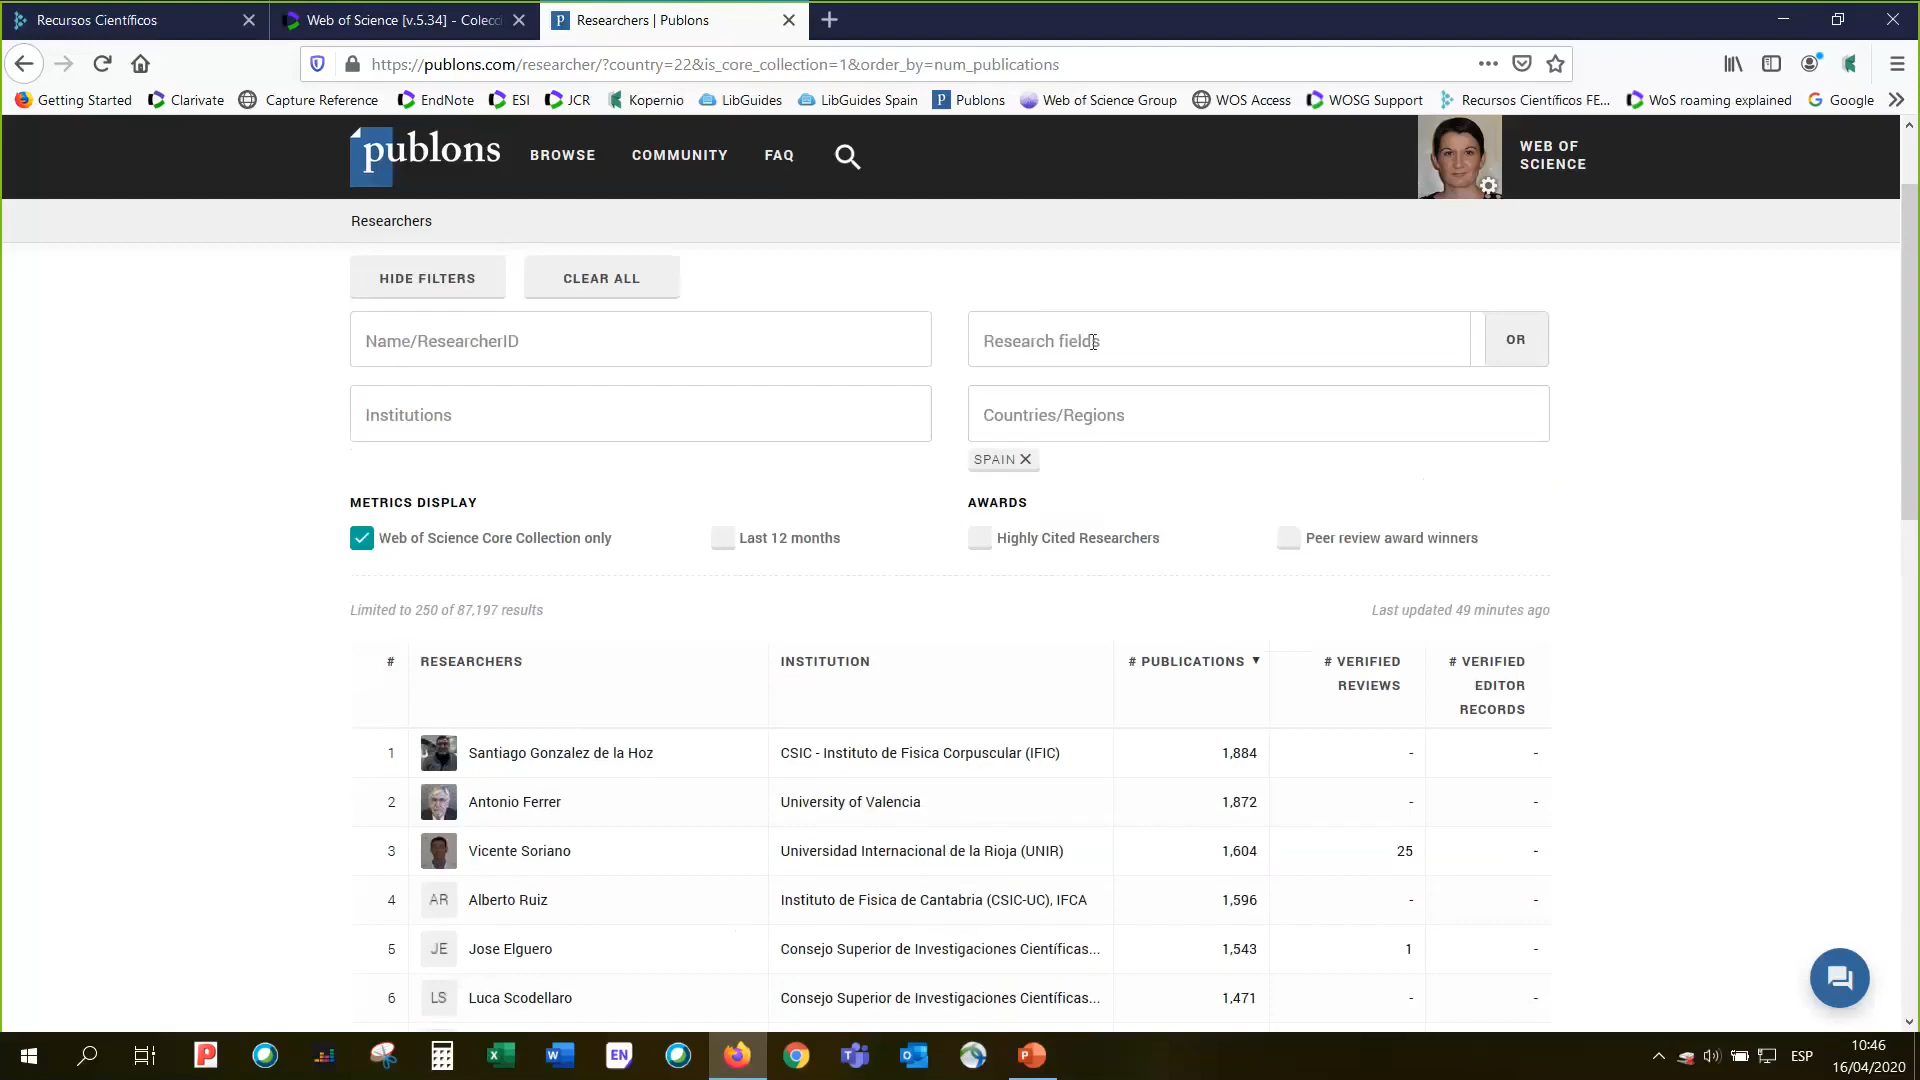 Recursos Científicos
Web of Science [v.5.34] - Colecc
Researchers | Publons
https://publons.com/researcher/?country=22&is_core_collection=1&order_by=num_publications
Getting Started Clarivate Capture Reference EndNote ESI JCR Kopernio LibGuides LibGuides Spain Publons Web of Science Group WOS Access WOSG Support Recursos Científicos FE... WoS roaming explained Google
publons BROWSE COMMUNITY FAQ WEB OF SCIENCE
Researchers
HIDE FILTERS CLEAR ALL
Name/ResearcherID Research fields OR
Institutions Countries/Regions
SPAIN
METRICS DISPLAY AWARDS
Web of Science Core Collection only Last 12 months Highly Cited Researchers Peer review award winners
Limited to 250 of 87,197 results Last updated 49 minutes ago
# RESEARCHERS INSTITUTION # PUBLICATIONS ▼ # VERIFIED REVIEWS # VERIFIED EDITOR RECORDS
1 Santiago Gonzalez de la Hoz CSIC - Instituto de Fisica Corpuscular (IFIC) 1,884 - -
2 Antonio Ferrer University of Valencia 1,872 - -
3 Vicente Soriano Universidad Internacional de la Rioja (UNIR) 1,604 25 -
4 AR Alberto Ruiz Instituto de Fisica de Cantabria (CSIC-UC), IFCA 1,596 - -
5 JE Jose Elguero Consejo Superior de Investigaciones Científicas... 1,543 1 -
6 LS Luca Scodellaro Consejo Superior de Investigaciones Científicas... 1,471 - -
EN
ESP
10:46
16/04/2020